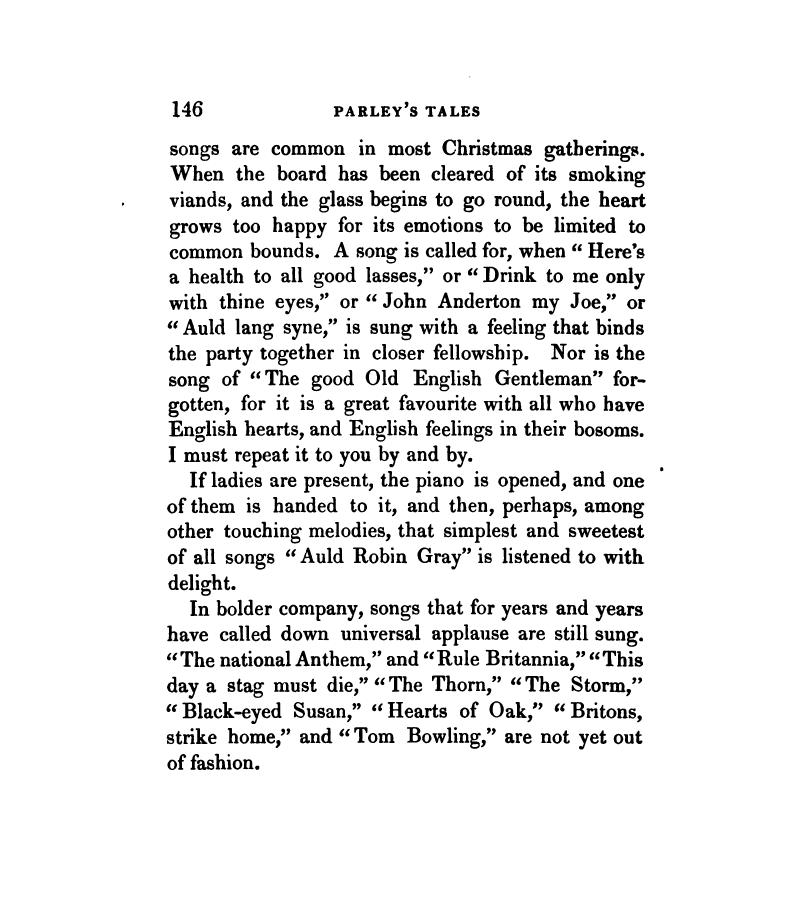 146 PARLEY'S TALES
songs are common in most Christmas gatherings.
When the board has been cleared of its smoking
viands, and the glass begins to go round, the heart
grows too happy for its emotions to be limited to
common bounds. A song is called for, when “ Here's
a health to all good lasses,” or “ Drink to me only
with thine eyes,” or “ John Anderton my Joe,” or
“ Auld lang syne,” is sung with a feeling that binds
the party together in closer fellowship. Nor is the
song of “ The good Old English Gentleman” for-
gotten, for it is a great favourite with all who have
English hearts, and English feelings in their bosoms.
I must repeat it to you by and by.
If ladies are present, the piano is opened, and one
of them is handed to it, and then, perhaps, among
other touching melodies, that simplest and sweetest
of all songs “ Auld Robin Gray” is listened to with
delight.
In bolder company, songs that for years and years
have called down universal applause are still sung.
“ The national Anthem,” and “ Rule Britannia,” “ This
day a stag must die,” “ The Thorn,” “ The Storm,”
“ Black-eyed Susan,” “ Hearts of Oak,” “ Britons,
strike home,” and “ Tom Bowling,” are not yet out
of fashion.